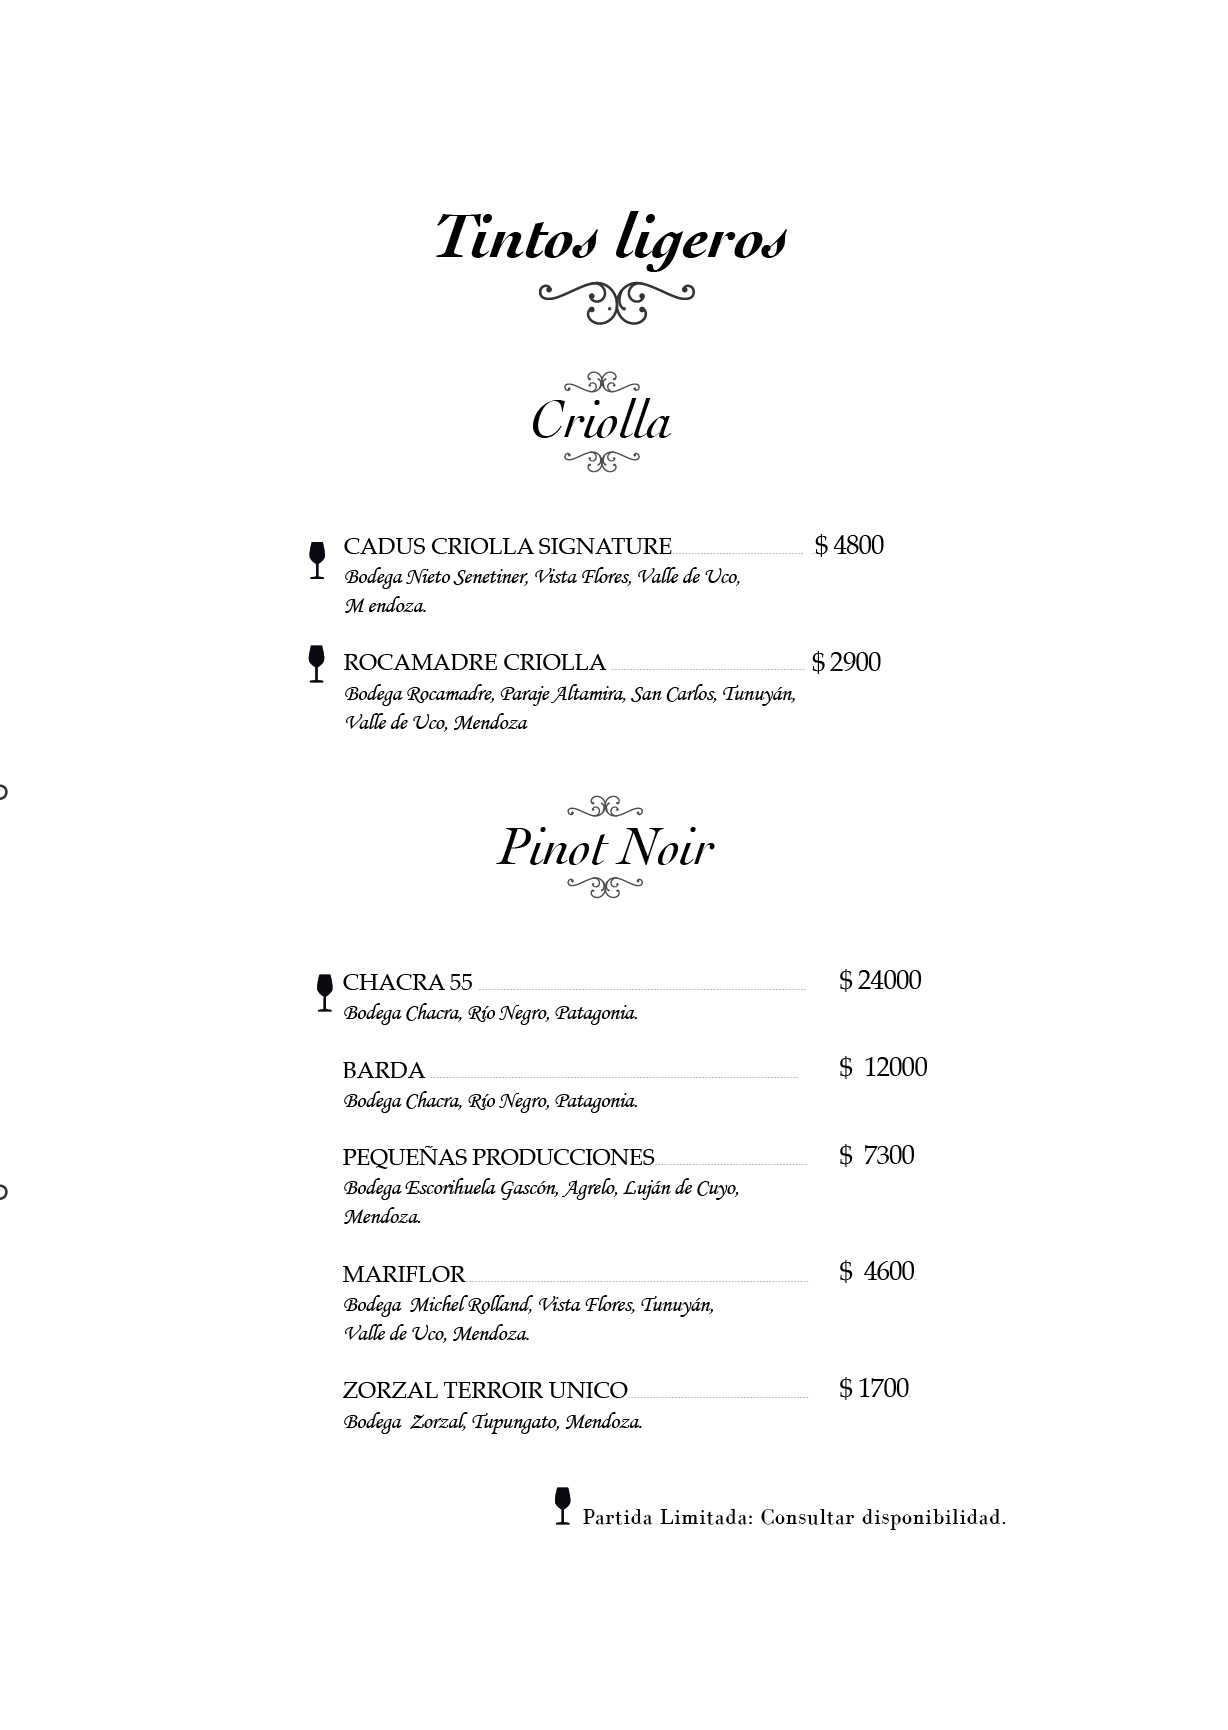 Tintos ligeros
Criolla
CADUS CRIOLLA SIGNATURE $ 4800
Bodega Nieto Senetiner, Vista Flores, Valle de Uco,
M endoza.
ROCAMADRE CRIOLLA $ 2900
Bodega Rocamadre, Paraje Altamira, San Carlos, Tunuyán,
Valle de Uco, Mendoza
Pinot Noir
CHACRA 55 $ 24000
Bodega Chacra, Río Negro, Patagonia.
BARDA $ 12000
Bodega Chacra, Río Negro, Patagonia.
PEQUEÑAS PRODUCCIONES $ 7300
Bodega Escorihuela Gascón, Agrelo, Luján de Cuyo,
Mendoza.
MARIFLOR $ 4600
Bodega Michel Rolland, Vista Flores, Tunuyán,
Valle de Uco, Mendoza.
ZORZAL TERROIR UNICO $ 1700
Bodega Zorzal, Tupungato, Mendoza.
Partida Limitada: Consultar disponibilidad.